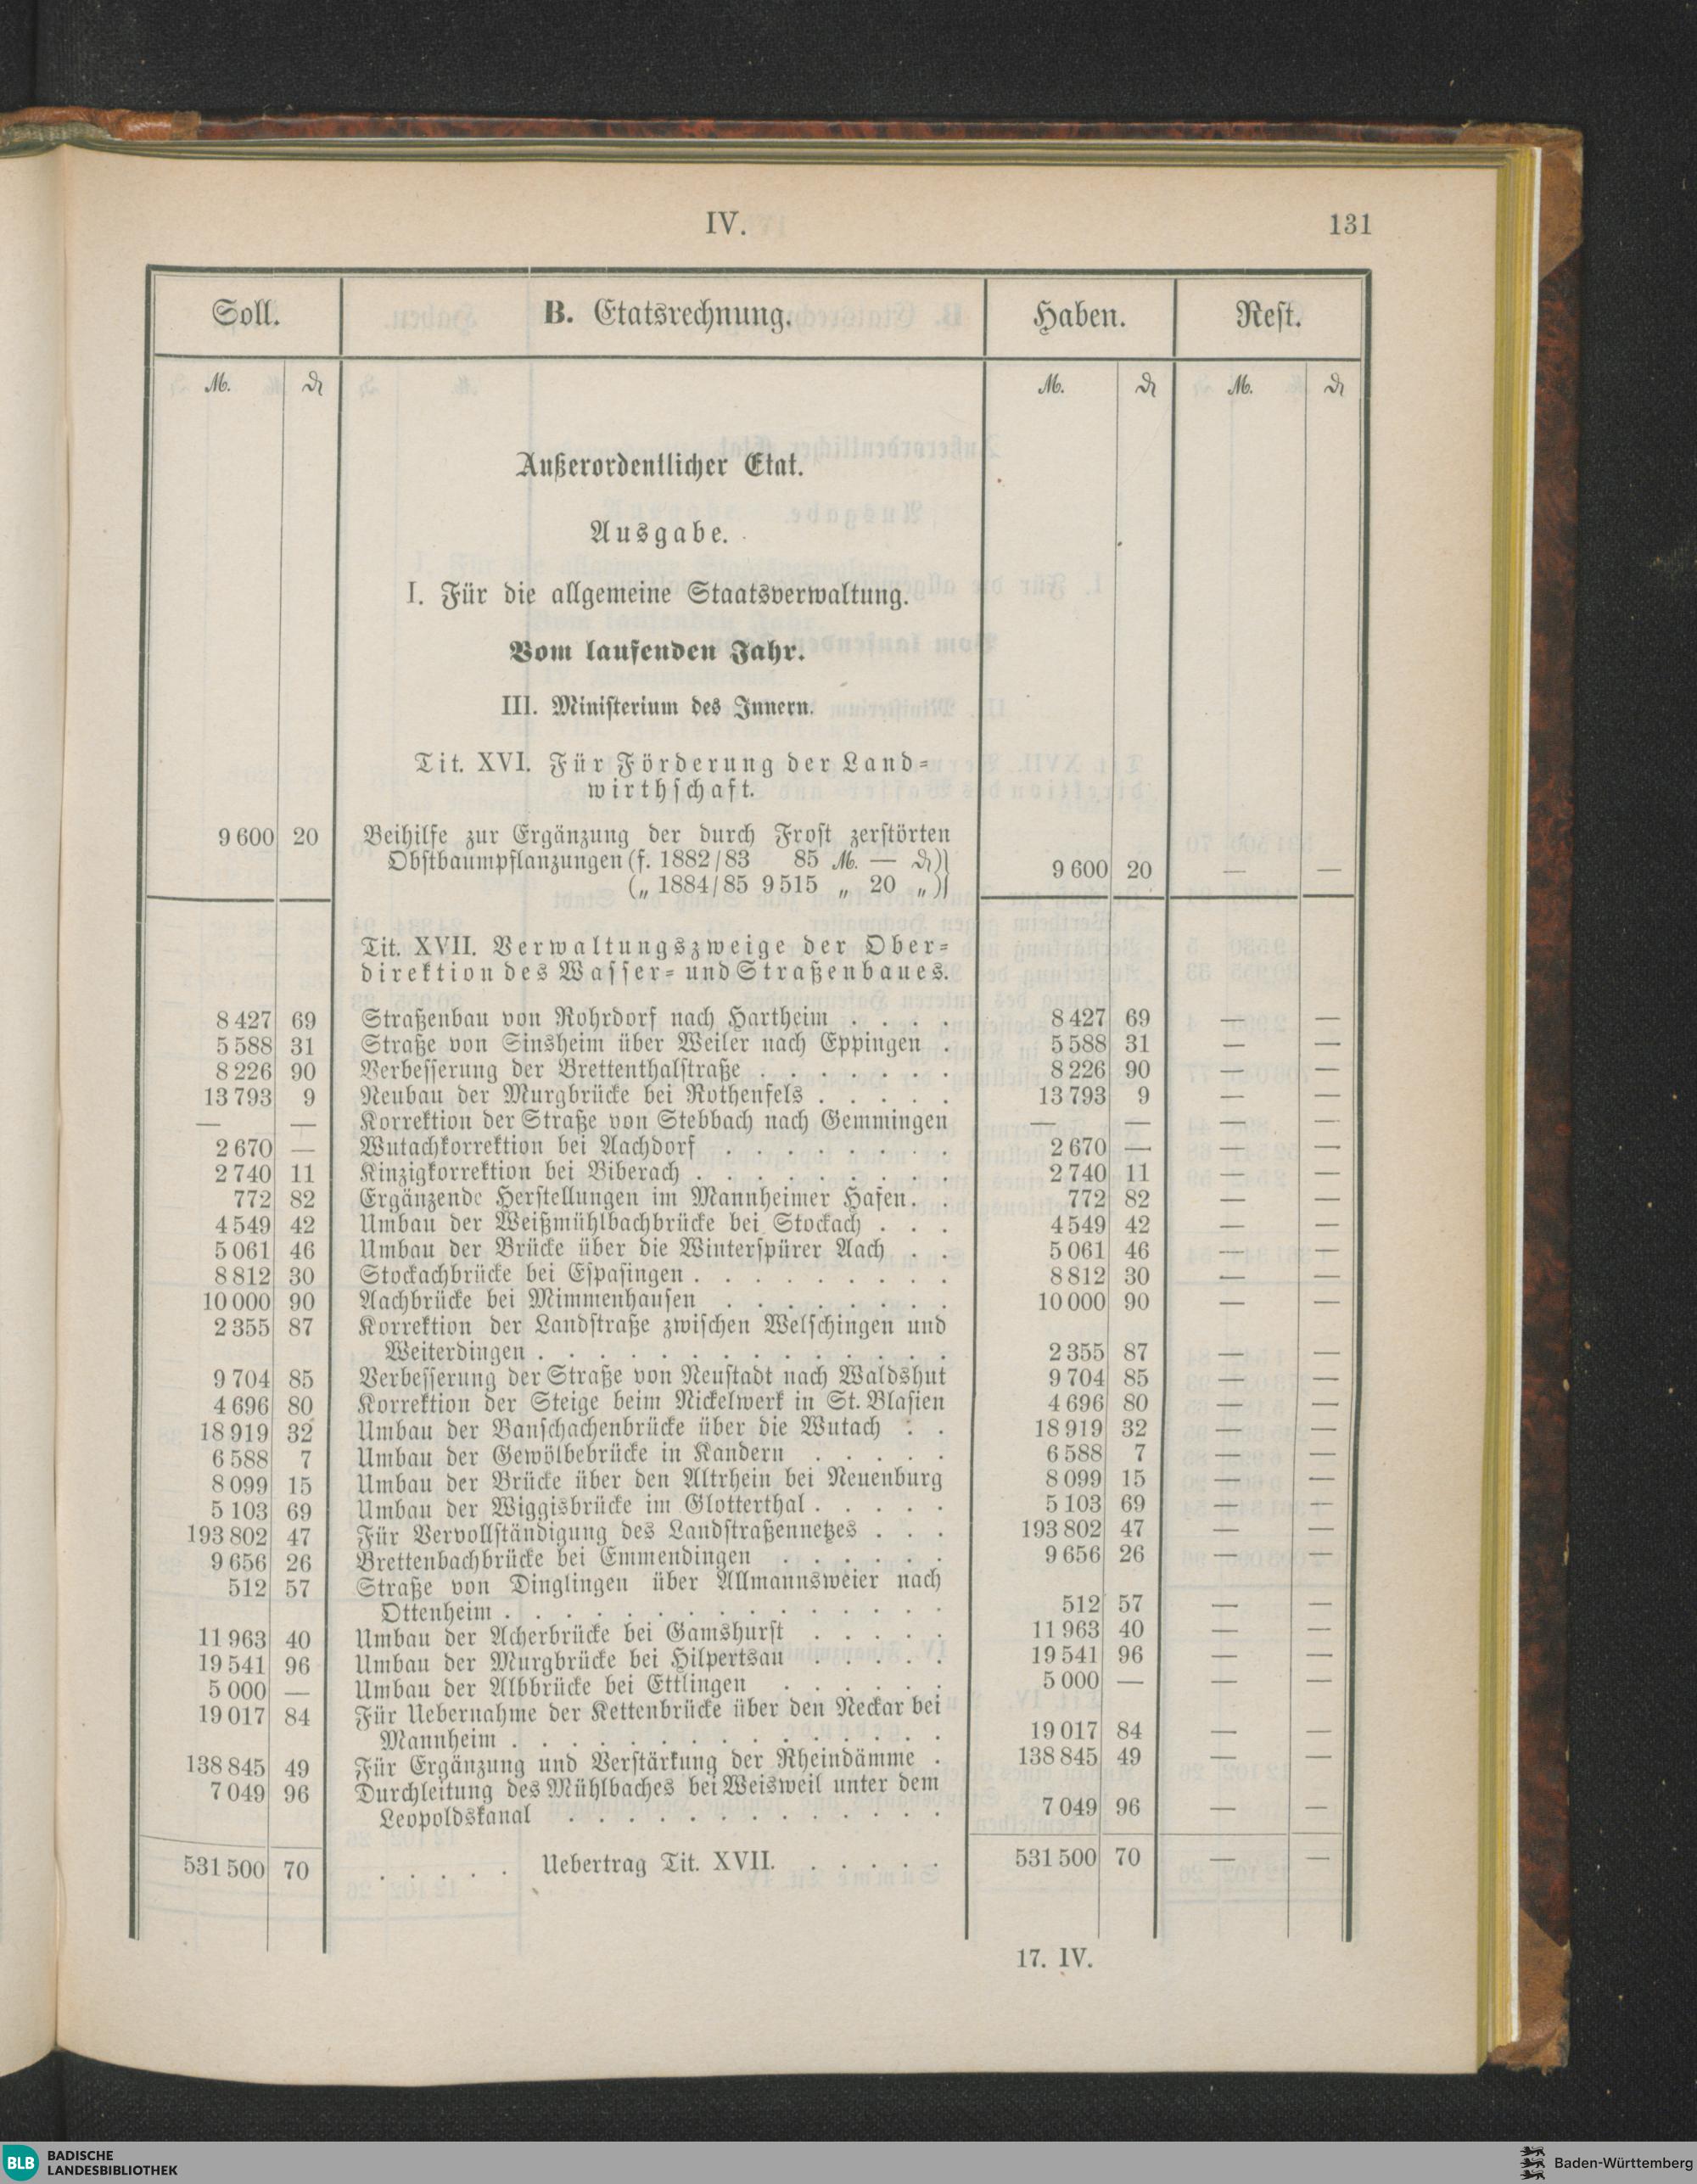 IV.
131
Soll.
B. Etatsrechnung.
Haben.
Rest.
M. ₰ M. ₰ M. ₰
Außerordentlicher Etat.
Ausgabe.
I. Für die allgemeine Staatsverwaltung.
Vom laufenden Jahr.
III. Ministerium des Innern.
Tit. XVI. Für Förderung der Land-
wirthschaft.
9 600 20 Beihilfe zur Ergänzung der durch Frost zerstörten
Obstbaumpflanzungen (f. 1882/83 85 M. — ₰)
(„ 1884/85 9 515 „ 20 „) 9 600 20 — —
Tit. XVII. Verwaltungszweige der Ober-
direktion des Wasser- und Straßenbaues.
8 427 69 Straßenbau von Rohrdorf nach Hartheim . . . . 8 427 69 — —
5 588 31 Straße von Sinsheim über Weiler nach Eppingen . 5 588 31 — —
8 226 90 Verbesserung der Brettenthalstraße . . . . . . . 8 226 90 — —
13 793 9 Neubau der Murgbrücke bei Rothenfels . . . . . 13 793 9 — —
— — Korrektion der Straße von Stebbach nach Gemmingen — — — —
2 670 — Wutachkorrektion bei Aachdorf . . . . . . . . 2 670 — — —
2 740 11 Kinzigkorrektion bei Biberach . . . . . . . . . 2 740 11 — —
772 82 Ergänzende Herstellungen im Mannheimer Hafen . . 772 82 — —
4 549 42 Umbau der Weißmühlbachbrücke bei Stockach . . . 4 549 42 — —
5 061 46 Umbau der Brücke über die Winterspürer Aach . . 5 061 46 — —
8 812 30 Stockachbrücke bei Espasingen . . . . . . . . . 8 812 30 — —
10 000 90 Aachbrücke bei Mimmenhausen . . . . . . . . 10 000 90 — —
2 355 87 Korrektion der Landstraße zwischen Welschingen und
Weiterdingen . . . . . . . . . . . . . . 2 355 87 — —
9 704 85 Verbesserung der Straße von Neustadt nach Waldshut 9 704 85 — —
4 696 80 Korrektion der Steige beim Nickelwerk in St. Blasien 4 696 80 — —
18 919 32 Umbau der Banschachenbrücke über die Wutach . . 18 919 32 — —
6 588 7 Umbau der Gewölbebrücke in Kandern . . . . . 6 588 7 — —
8 099 15 Umbau der Brücke über den Altrhein bei Neuenburg 8 099 15 — —
5 103 69 Umbau der Wiggisbrücke im Glotterthal . . . . . 5 103 69 — —
193 802 47 Für Vervollständigung des Landstraßennetzes . . . 193 802 47 — —
9 656 26 Brettenbachbrücke bei Emmendingen . . . . . . 9 656 26 — —
512 57 Straße von Dinglingen über Allmannsweier nach
Ottenheim . . . . . . . . . . . . . . . 512 57 — —
11 963 40 Umbau der Acherbrücke bei Gamshurst . . . . . 11 963 40 — —
19 541 96 Umbau der Murgbrücke bei Hilpertsau . . . . . 19 541 96 — —
5 000 — Umbau der Albbrücke bei Ettlingen . . . . . . 5 000 — — —
19 017 84 Für Uebernahme der Kettenbrücke über den Neckar bei
Mannheim . . . . . . . . . . . . . . . 19 017 84 — —
138 845 49 Für Ergänzung und Verstärkung der Rheindämme . 138 845 49 — —
7 049 96 Durchleitung des Mühlbaches bei Weisweil unter dem
Leopoldskanal . . . . . . . . . . . . . 7 049 96 — —
531 500 70 . . . . . Uebertrag Tit. XVII. . . . . . 531 500 70 — —
17. IV.
BLB BADISCHE
LANDESBIBLIOTHEK
Baden-Württemberg